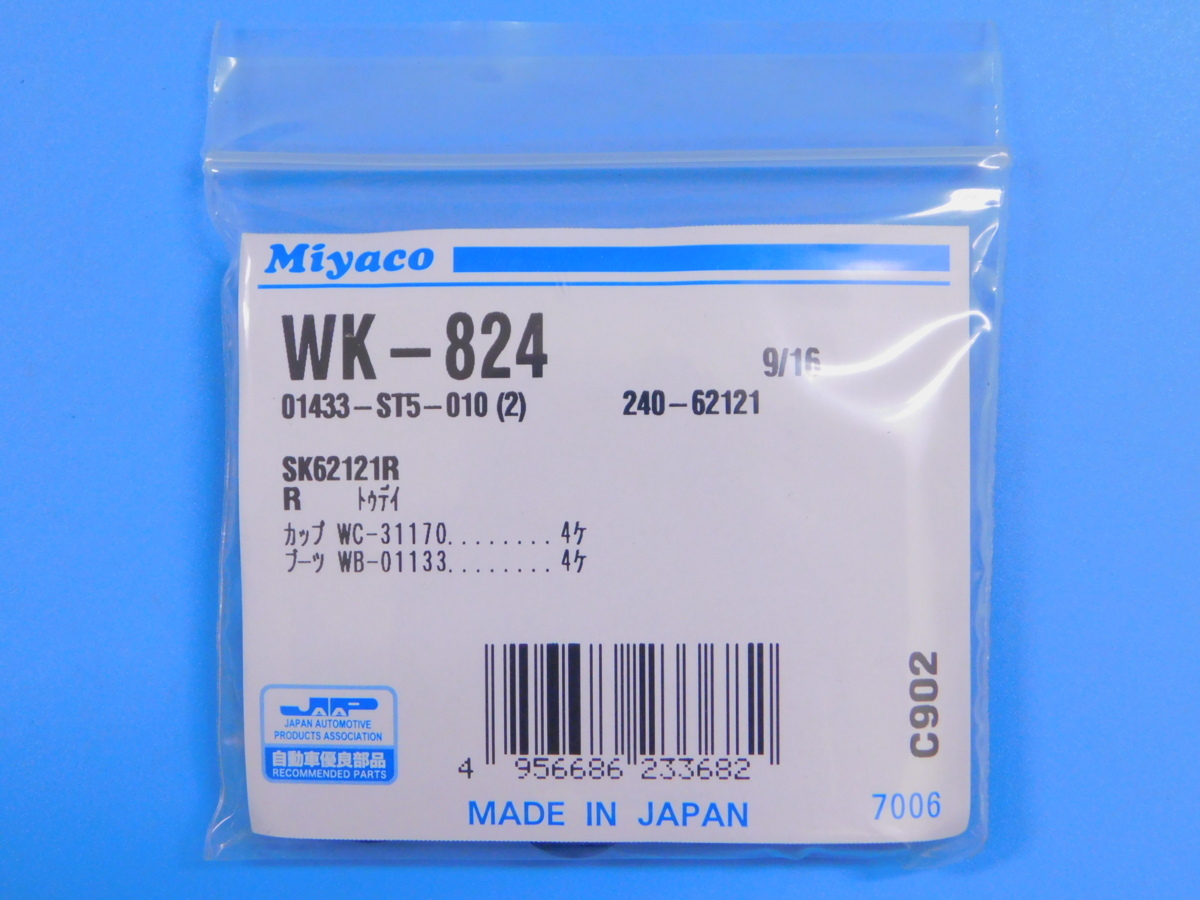 Miyaco
WK-824
9/16
01433-ST5-010 (2)
240-62121
SK62121R
R トゥデイ
カップ WC-31170........4ケ
ブーツ WB-01133........4ケ
JAPA
JAPAN AUTOMOTIVE
PRODUCTS ASSOCIATION
自動車優良部品
RECOMMENDED PARTS
4 956686 233682
MADE IN JAPAN
C902
7006